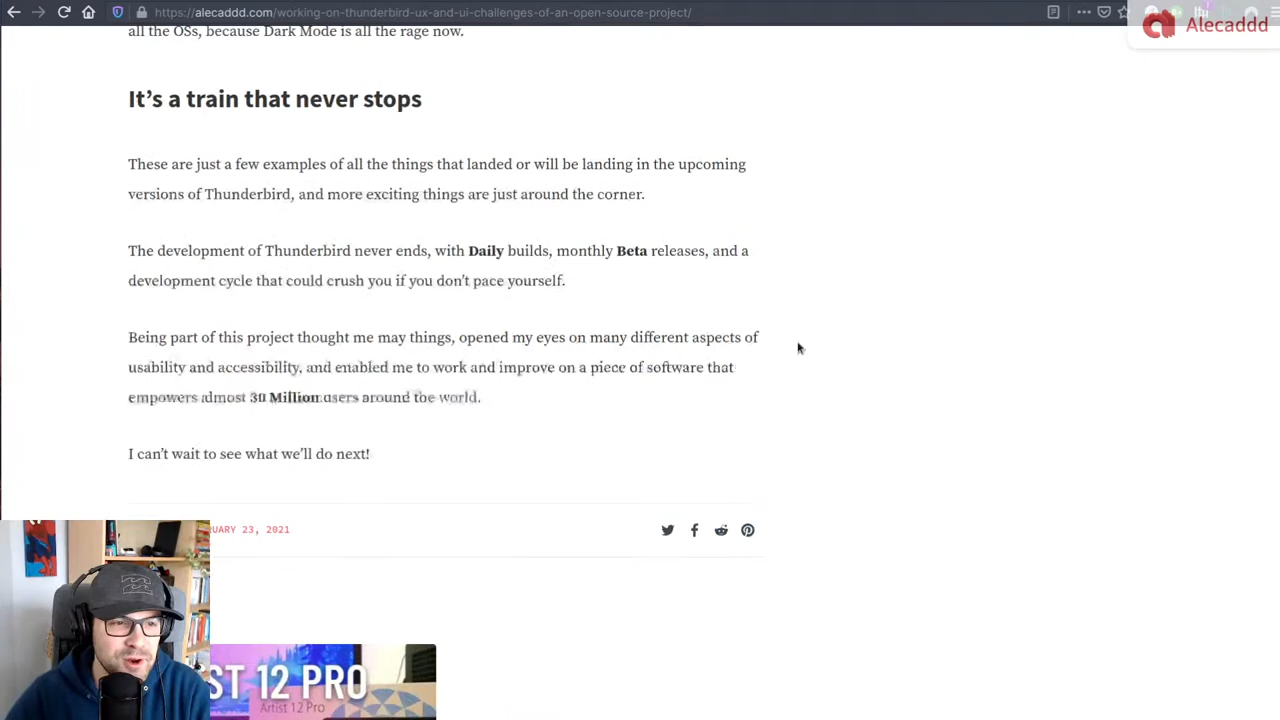 https://alecaddd.com/working-on-thunderbird-ux-and-ui-challenges-of-an-open-source-project/
Alecaddd
all the OSs, because Dark Mode is all the rage now.
It’s a train that never stops
These are just a few examples of all the things that landed or will be landing in the upcoming
versions of Thunderbird, and more exciting things are just around the corner.
The development of Thunderbird never ends, with Daily builds, monthly Beta releases, and a
development cycle that could crush you if you don’t pace yourself.
Being part of this project thought me may things, opened my eyes on many different aspects of
usability and accessibility, and enabled me to work and improve on a piece of software that
empowers almost 30 Million users around the world.
I can’t wait to see what we’ll do next!
RUARY 23, 2021
ST 12 PRO
Artist 12 Pro